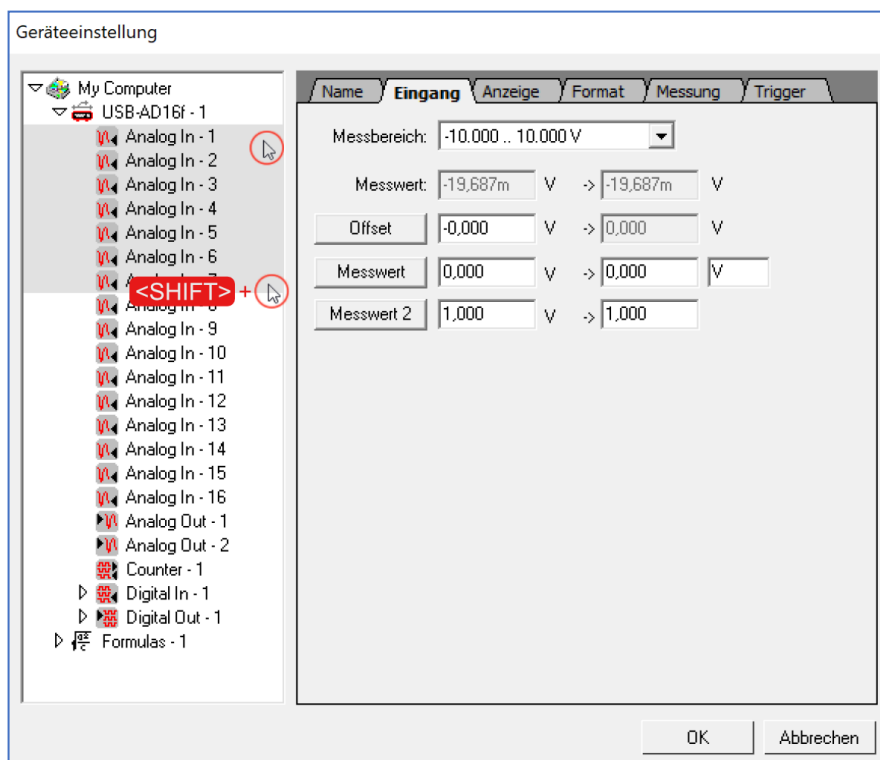 Geräteeinstellung
My Computer
USB-AD16f - 1
Analog In - 1
Analog In - 2
Analog In - 3
Analog In - 4
Analog In - 5
Analog In - 6
<SHIFT> +
Analog In - 9
Analog In - 10
Analog In - 11
Analog In - 12
Analog In - 13
Analog In - 14
Analog In - 15
Analog In - 16
Analog Out - 1
Analog Out - 2
Counter - 1
Digital In - 1
Digital Out - 1
Formulas - 1
Name Eingang Anzeige Format Messung Trigger
Messbereich: -10.000 .. 10.000 V
Messwert: -19,687m V -> -19,687m V
Offset -0,000 V -> 0,000 V
Messwert 0,000 V -> 0,000 V
Messwert 2 1,000 V -> 1,000
OK Abbrechen